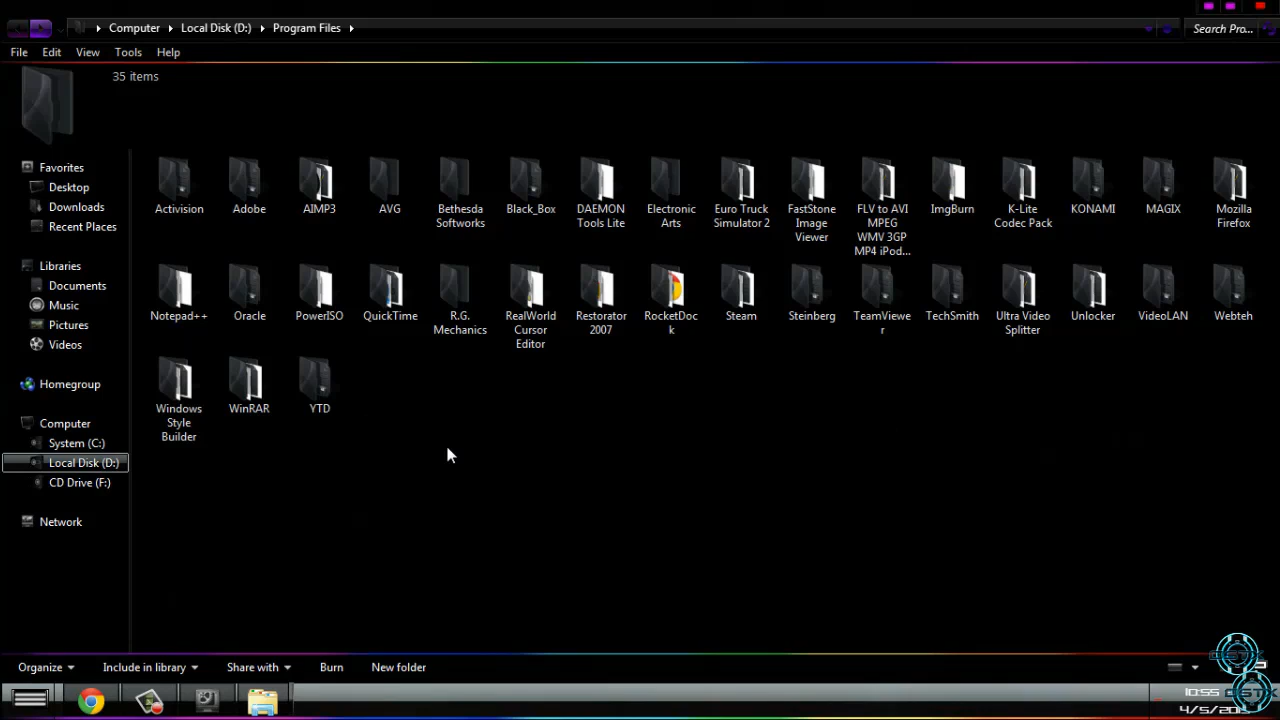 Computer Local Disk (D:) Program Files
Search Pro...
File Edit View Tools Help
35 items
Favorites
Desktop
Downloads
Recent Places
Libraries
Documents
Music
Pictures
Videos
Homegroup
Computer
System (C:)
Local Disk (D:)
CD Drive (F:)
Network
Activision
Adobe
AIMP3
AVG
Bethesda
Softworks
Black_Box
DAEMON
Tools Lite
Electronic
Arts
Euro Truck
Simulator 2
FastStone
Image
Viewer
FLV to AVI
MPEG
WMV 3GP
MP4 iPod...
ImgBurn
K-Lite
Codec Pack
KONAMI
MAGIX
Mozilla
Firefox
Notepad++
Oracle
PowerISO
QuickTime
R.G.
Mechanics
RealWorld
Cursor
Editor
Restorator
2007
RocketDoc
k
Steam
Steinberg
TeamViewe
r
TechSmith
Ultra Video
Splitter
Unlocker
VideoLAN
Webteh
Windows
Style
Builder
WinRAR
YTD
Organize Include in library Share with Burn New folder
10:55